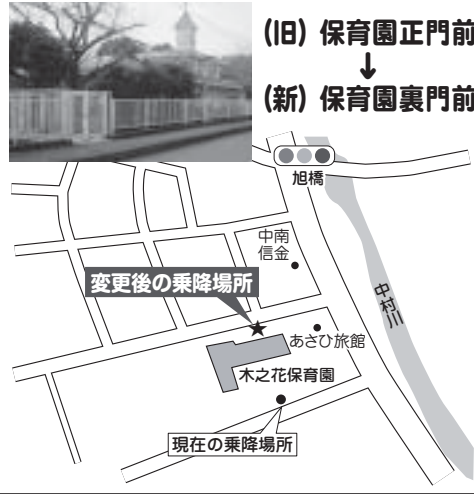 (旧) 保育園正門前
↓
(新) 保育園裏門前
旭橋
中南
信金
変更後の乗降場所
中村川
あさひ旅館
木之花保育園
現在の乗降場所